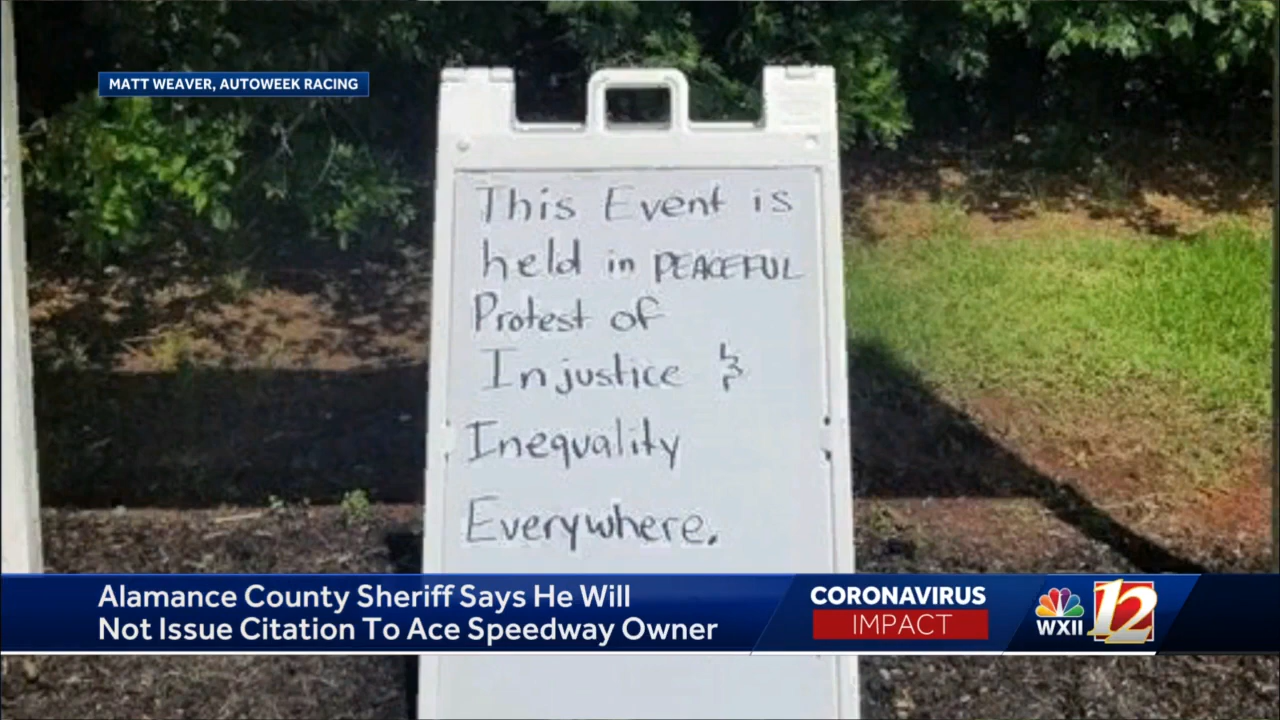 MATT WEAVER, AUTOWEEK RACING
This Event is
held in PEACEFUL
Protest of
Injustice &
Inequality
Everywhere.
Alamance County Sheriff Says He Will
Not Issue Citation To Ace Speedway Owner
CORONAVIRUS
IMPACT
WXII 12